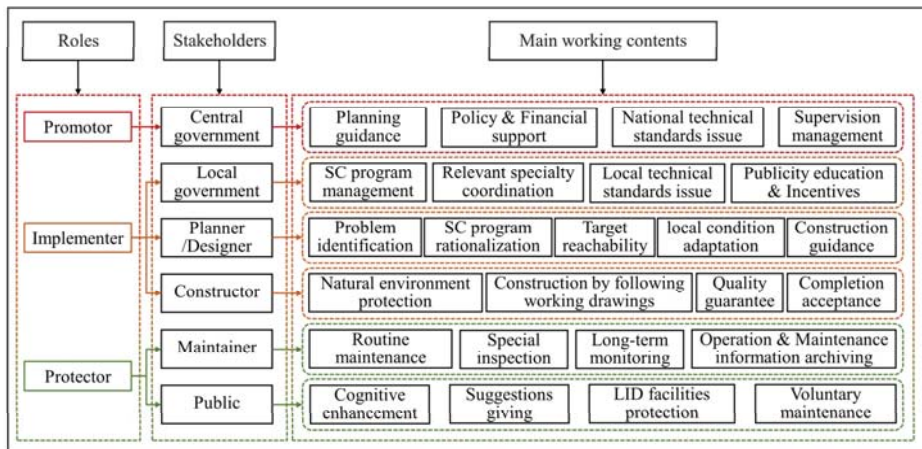 Roles
Stakeholders
Main working contents
Promotor
Central
government
Planning
guidance
Policy & Financial
support
National technical
standards issue
Supervision
management
Implementer
Local
government
SC program
management
Relevant specialty
coordination
Local technical
standards issue
Publicity education
& Incentives
Planner
/Designer
Problem
identification
SC program
rationalization
Target
reachability
local condition
adaptation
Construction
guidance
Constructor
Natural environment
protection
Construction by following
working drawings
Quality
guarantee
Completion
acceptance
Protector
Maintainer
Routine
maintenance
Special
inspection
Long-term
monitoring
Operation & Maintenance
information archiving
Public
Cognitive
enhancement
Suggestions
giving
LID facilities
protection
Voluntary
maintenance